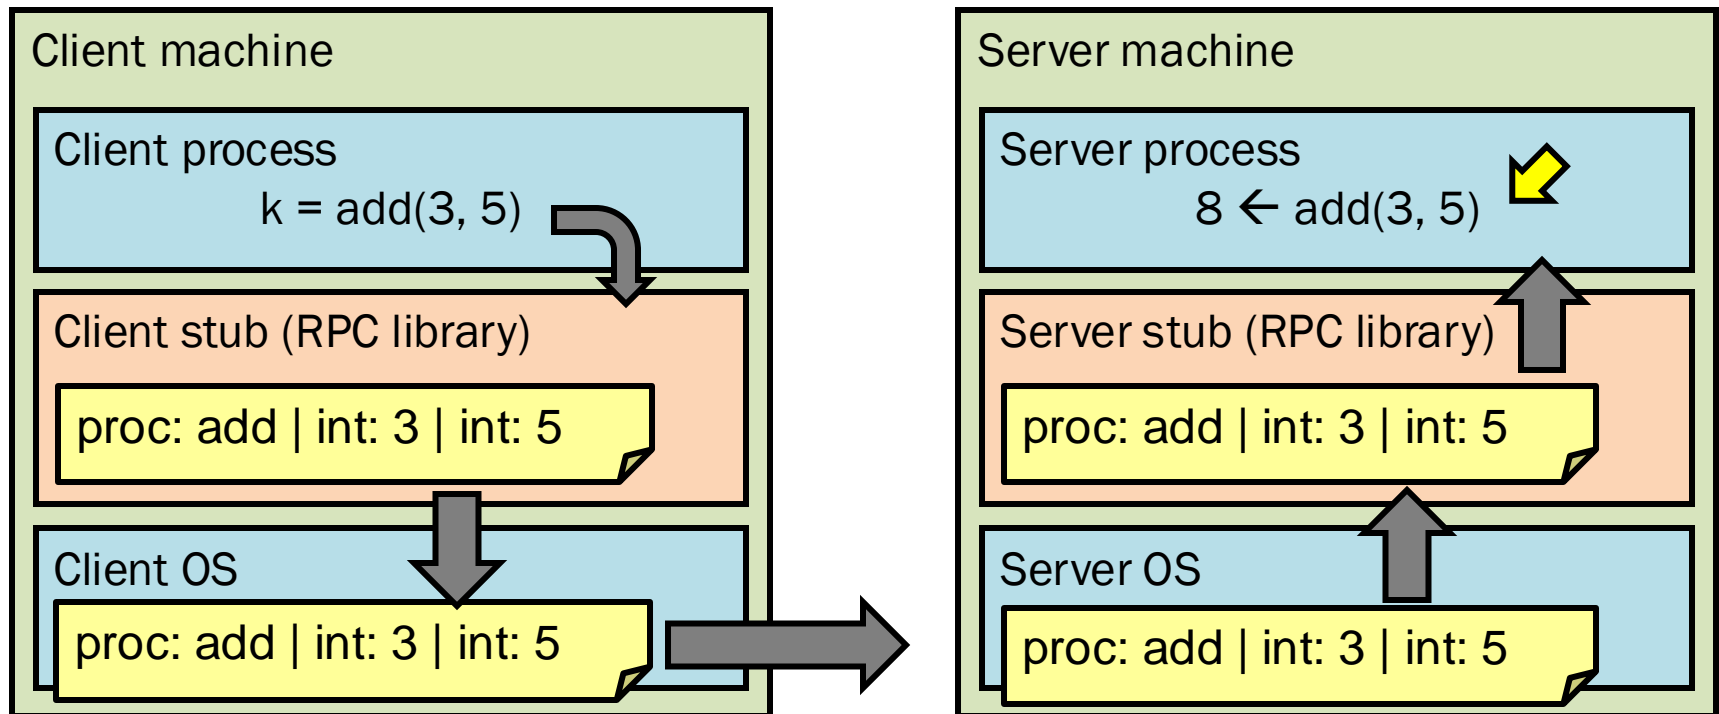 Client machine
Client process
k = add(3, 5)
Client stub (RPC library)
proc: add | int: 3 | int: 5
Client OS
proc: add | int: 3 | int: 5
Server machine
Server process
8 ← add(3, 5)
Server stub (RPC library)
proc: add | int: 3 | int: 5
Server OS
proc: add | int: 3 | int: 5